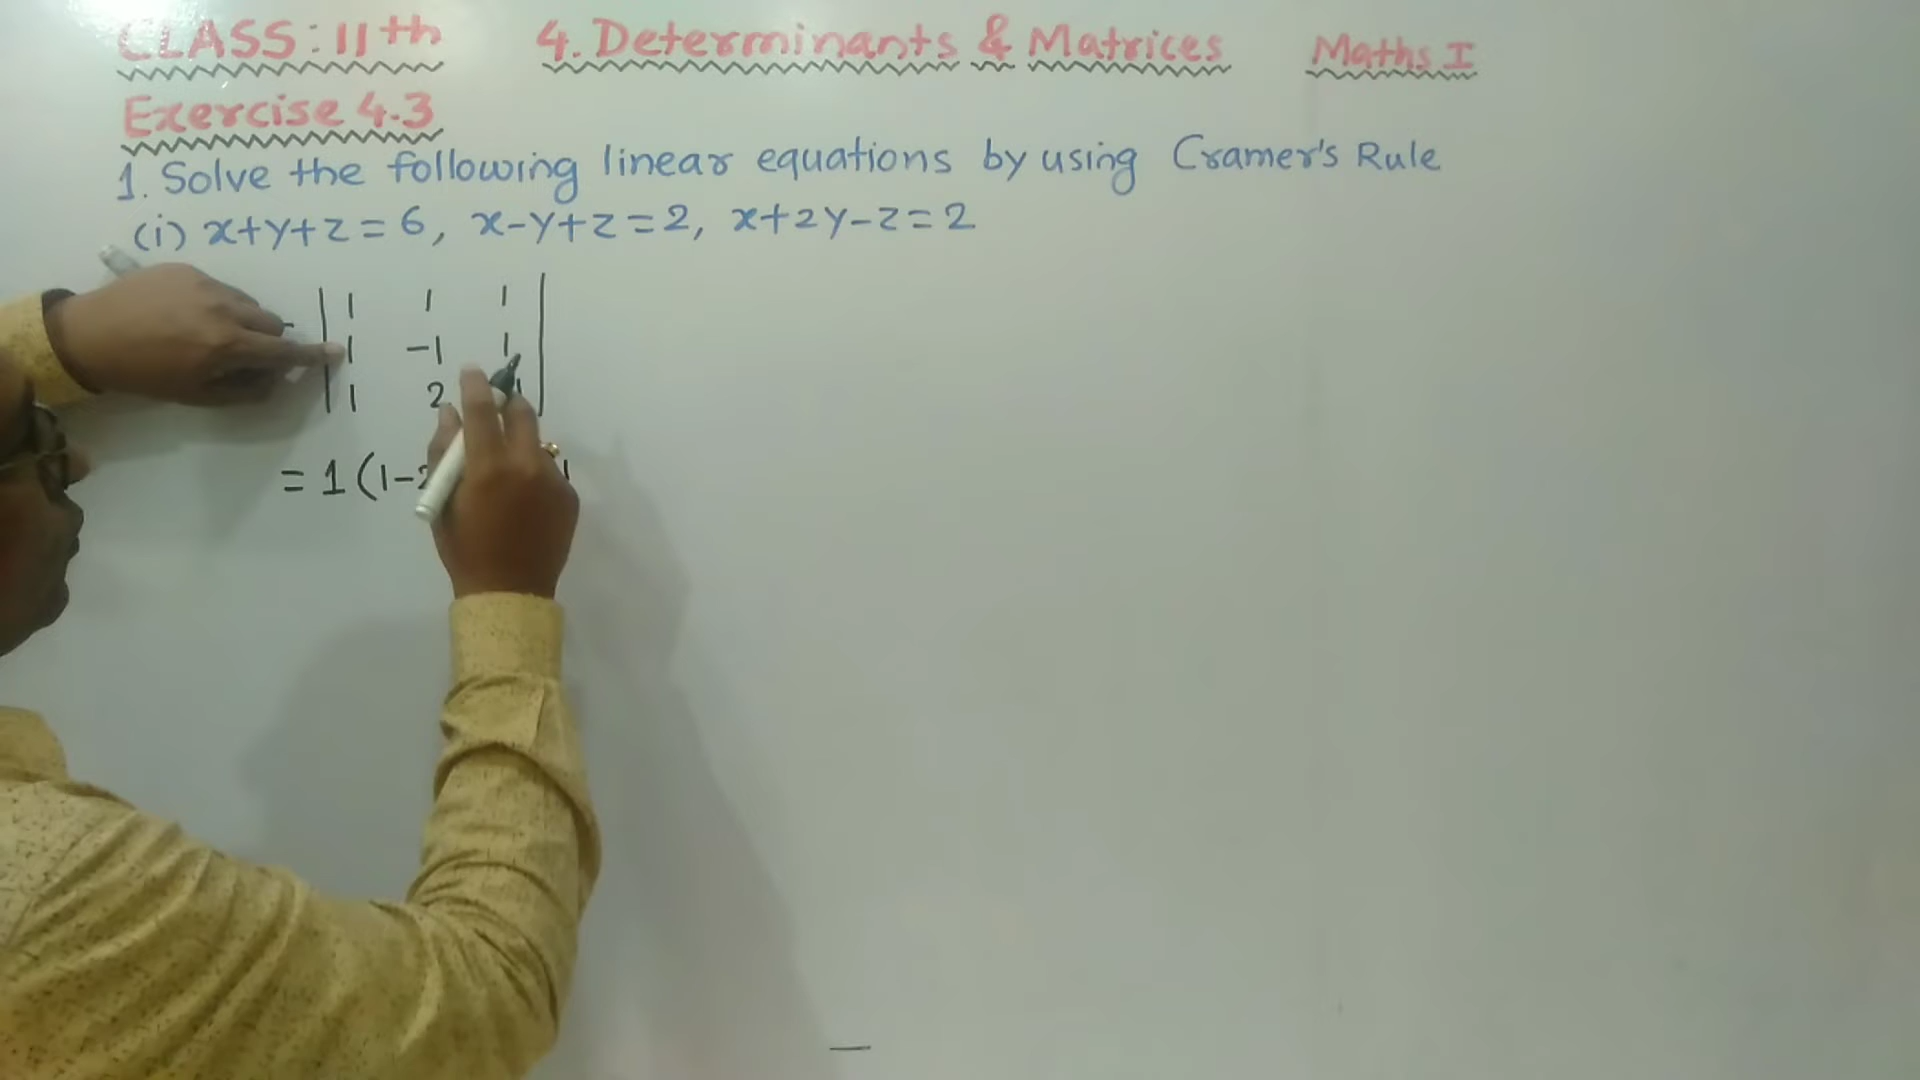 CLASS: 11th 4. Determinants & Matrices Maths I
Exercise 4.3
1. Solve the following linear equations by using Cramer's Rule
(i) x+y+z=6, x-y+z=2, x+2y-z=2
1 1 1
1 -1 1
1 2
= 1(1-2